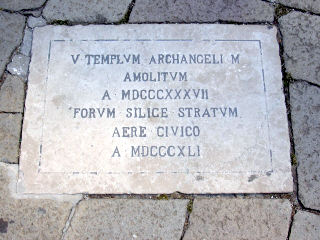 V TEMPLVM ARCHANGELI M
AMOLITVM
A MDCCCXXXVII
FORVM SILICE STRATVM
AERE CIVICO
A MDCCCXLI